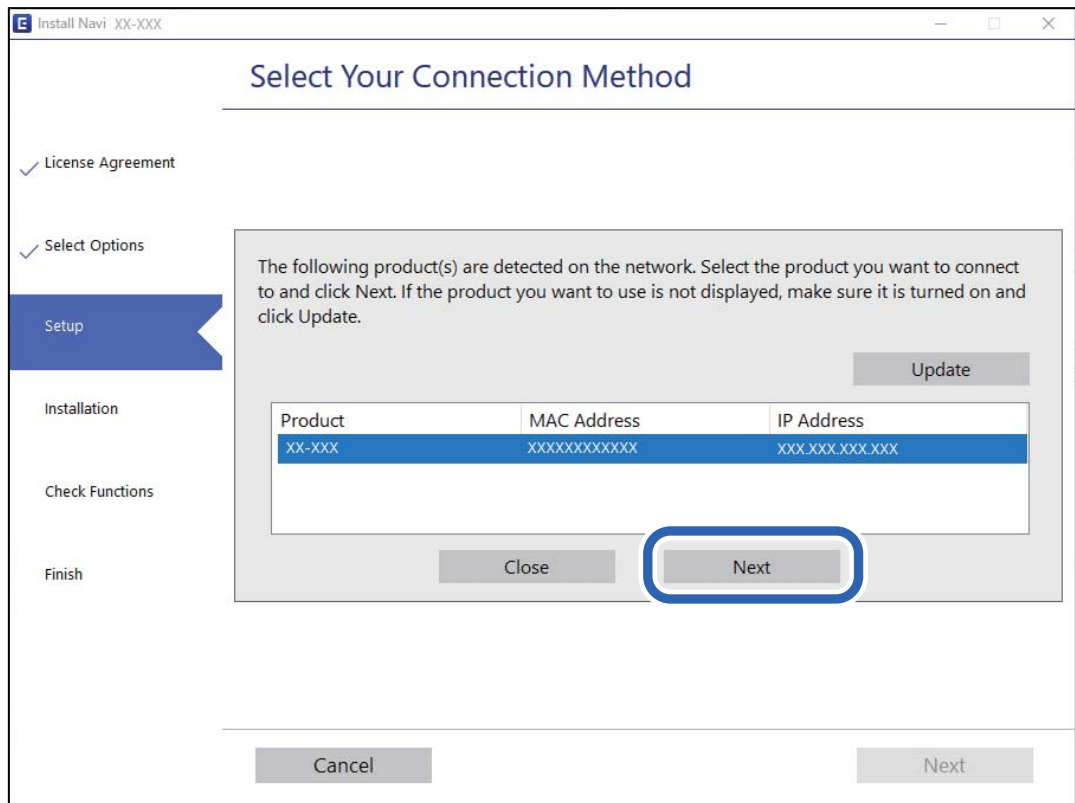 E Install Navi XX-XXX
Select Your Connection Method
License Agreement
Select Options
Setup
Installation
Check Functions
Finish
The following product(s) are detected on the network. Select the product you want to connect
to and click Next. If the product you want to use is not displayed, make sure it is turned on and
click Update.
Update
Product MAC Address IP Address
XX-XXX XXXXXXXXXXXX XXX.XXX.XXX.XXX
Close Next
Cancel Next